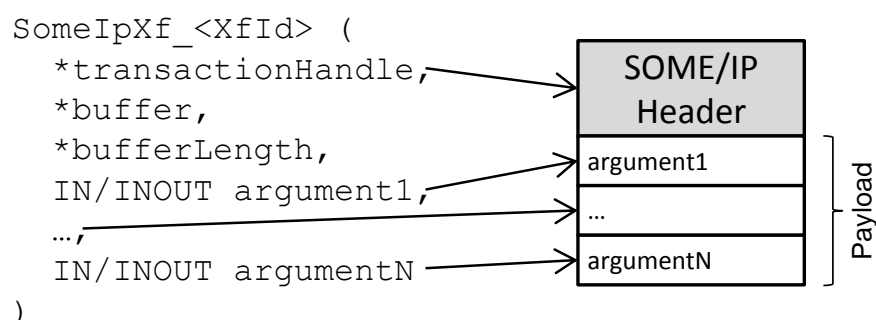 SomeIpXf_<XfId> (
*transactionHandle,
*buffer,
*bufferLength,
IN/INOUT argument1,
…,
IN/INOUT argumentN
)
SOME/IP
Header
argument1
…
argumentN
Payload